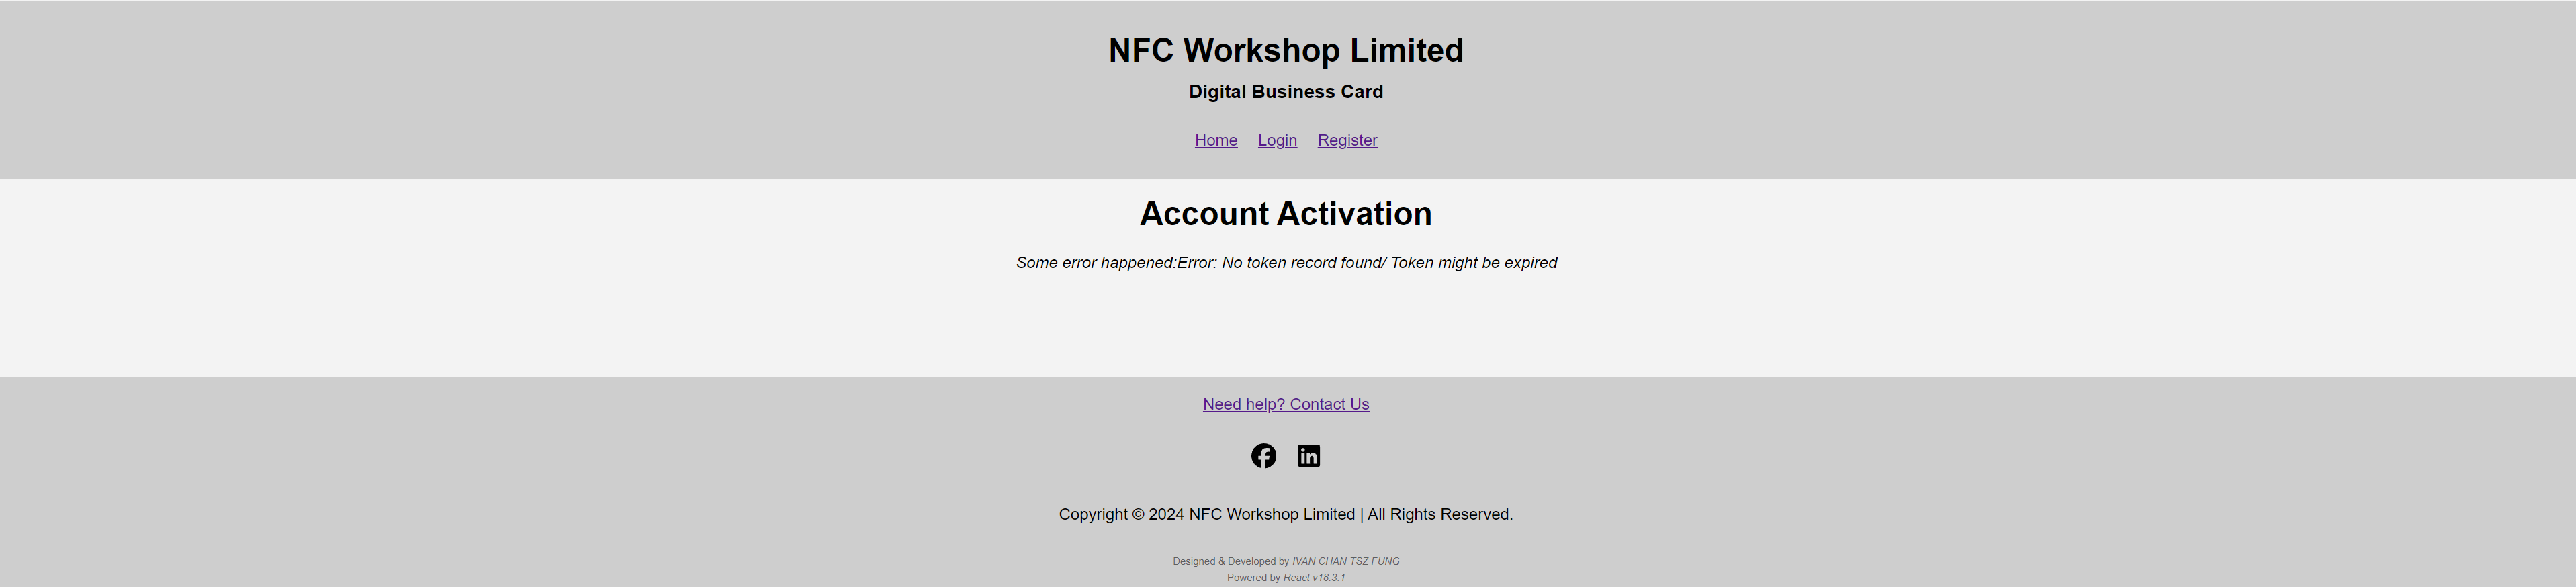 NFC Workshop Limited
Digital Business Card
Home Login Register
Account Activation
Some error happened:Error: No token record found/ Token might be expired
Need help? Contact Us
Copyright © 2024 NFC Workshop Limited | All Rights Reserved.
Designed & Developed by IVAN CHAN TSZ FUNG
Powered by React v18.3.1